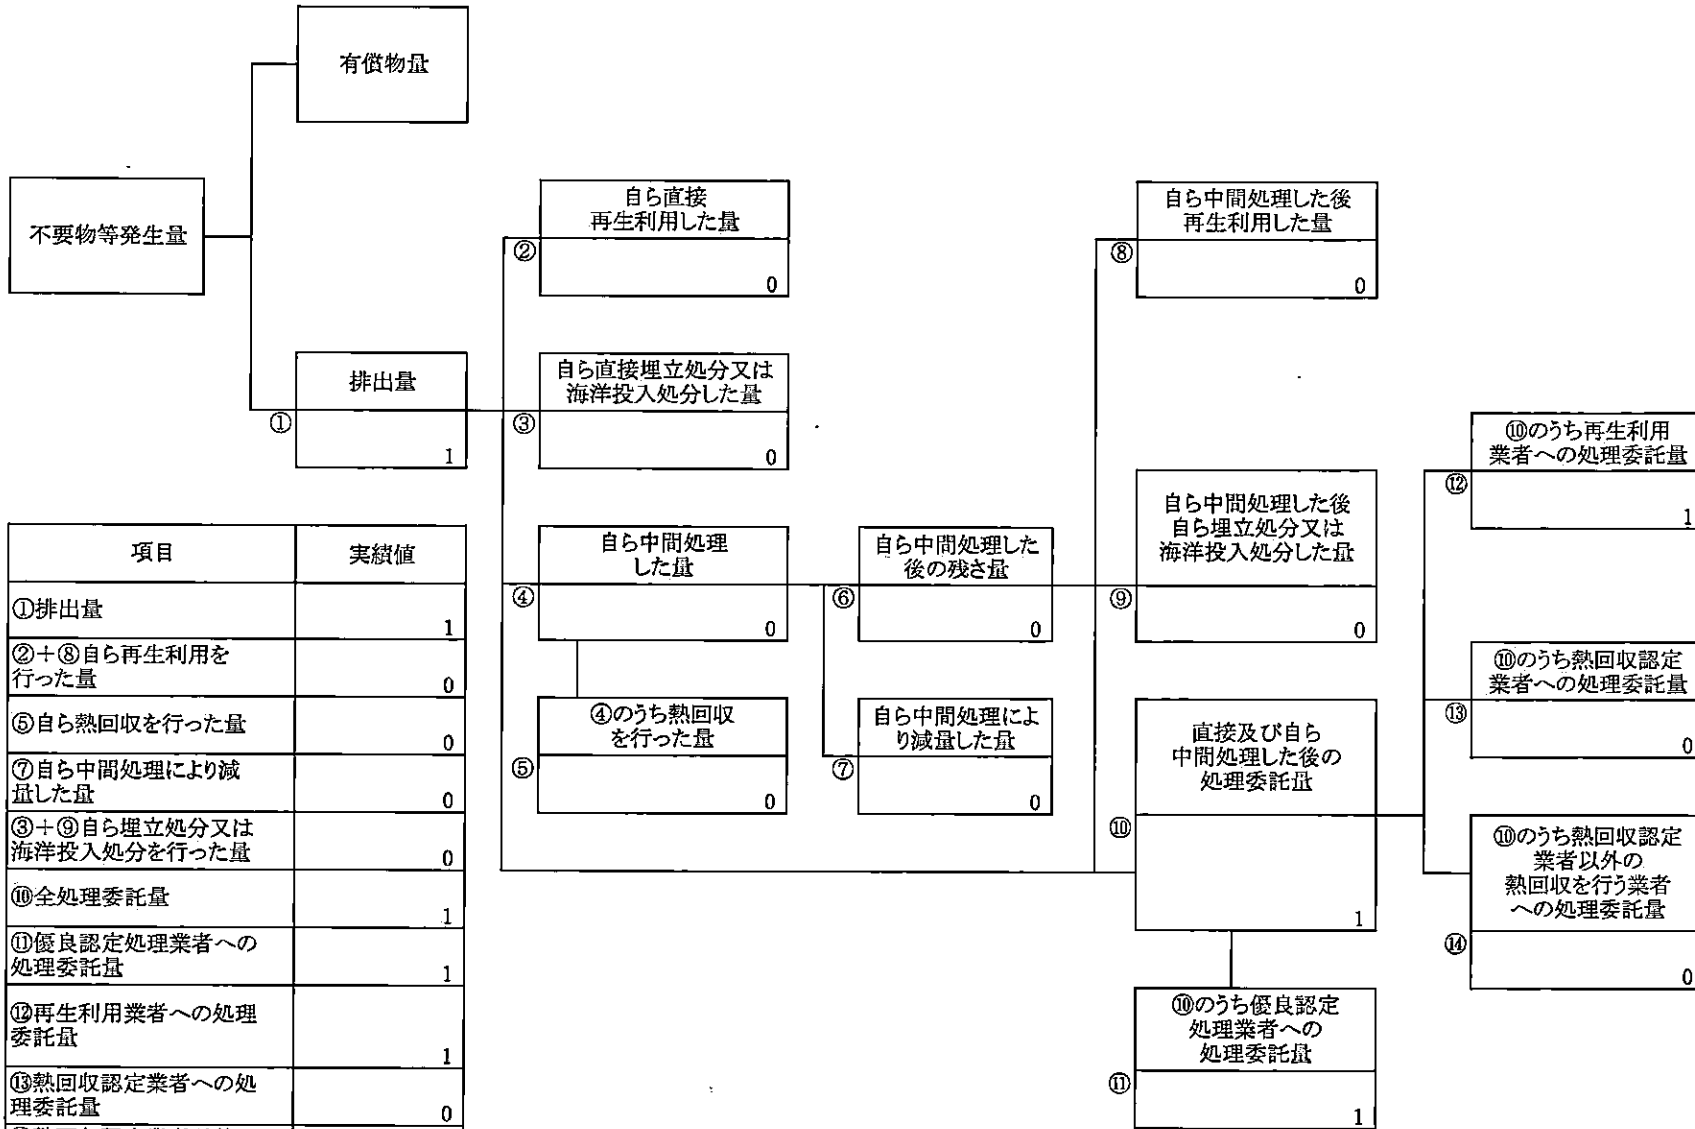 有償物量
不要物等発生量
自ら直接
再生利用した量
②
0
自ら中間処理した後
再生利用した量
⑧
0
排出量
①
1
自ら直接埋立処分又は
海洋投入処分した量
③
0
⑩のうち再生利用
業者への処理委託量
⑫
1
自ら中間処理
した量
④
0
自ら中間処理した
後の残さ量
⑥
0
自ら中間処理した後
自ら埋立処分又は
海洋投入処分した量
⑨
0
⑩のうち熱回収認定
業者への処理委託量
⑬
0
④のうち熱回収
を行った量
⑤
0
自ら中間処理によ
り減量した量
⑦
0
直接及び自ら
中間処理した後の
処理委託量
⑩
1
⑩のうち熱回収認定
業者以外の
熱回収を行う業者
への処理委託量
⑭
0
⑩のうち優良認定
処理業者への
処理委託量
⑪
1
項目 実績値
①排出量
1
②+⑧自ら再生利用を
行った量 0
⑤自ら熱回収を行った量
0
⑦自ら中間処理により減
量した量 0
③+⑨自ら埋立処分又は
海洋投入処分を行った量 0
⑩全処理委託量
1
⑪優良認定処理業者への
処理委託量 1
⑫再生利用業者への処理
委託量
1
⑬熱回収認定業者への処
理委託量 0